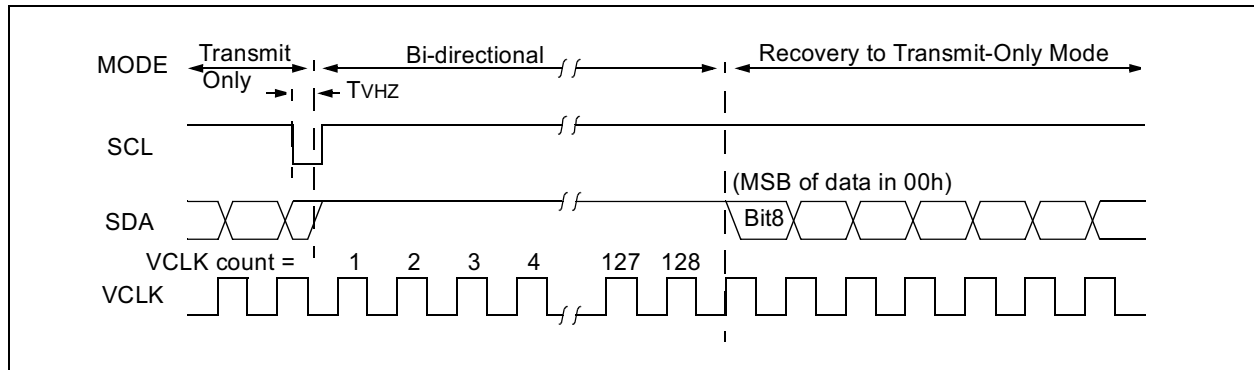 MODE
Transmit
Only
Bi-directional
Recovery to Transmit-Only Mode
TVHZ
SCL
(MSB of data in 00h)
SDA
Bit8
VCLK count = 1 2 3 4 127 128
VCLK